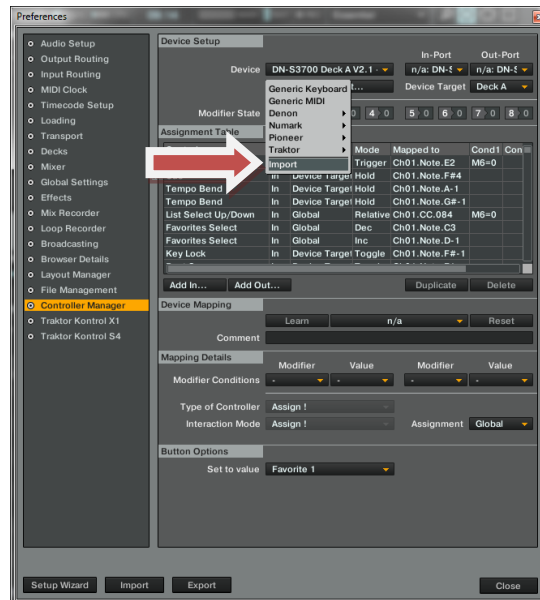 Preferences
Audio Setup
Output Routing
Input Routing
MIDI Clock
Timecode Setup
Loading
Transport
Decks
Mixer
Global Settings
Effects
Mix Recorder
Loop Recorder
Broadcasting
Browser Details
Layout Manager
File Management
Controller Manager
Traktor Kontrol X1
Traktor Kontrol S4
Device Setup
In-Port Out-Port
Device DN-S3700 Deck A V2.1 - n/a: DN-S n/a: DN-S
Device Target Deck A
Generic Keyboard
Generic MIDI
Denon
Numark
Pioneer
Traktor
Import
Modifier State 0 4 0 5 0 6 0 7 0 8 0
Assignment Table
Mode Mapped to Cond1 Con
Trigger Ch01.Note.E2 M6=0
In Device Target Hold Ch01.Note.F#4
Tempo Bend In Device Target Hold Ch01.Note.A-1
Tempo Bend In Device Target Hold Ch01.Note.G#-1
List Select Up/Down In Global Relative Ch01.CC.084 M6=0
Favorites Select In Global Dec Ch01.Note.C3
Favorites Select In Global Inc Ch01.Note.D-1
Key Lock In Device Target Toggle Ch01.Note.F#-1
Add In... Add Out... Duplicate Delete
Device Mapping
Learn n/a Reset
Comment
Mapping Details
Modifier Value Modifier Value
Modifier Conditions - - - -
Type of Controller Assign !
Interaction Mode Assign ! Assignment Global
Button Options
Set to value Favorite 1
Setup Wizard Import Export Close